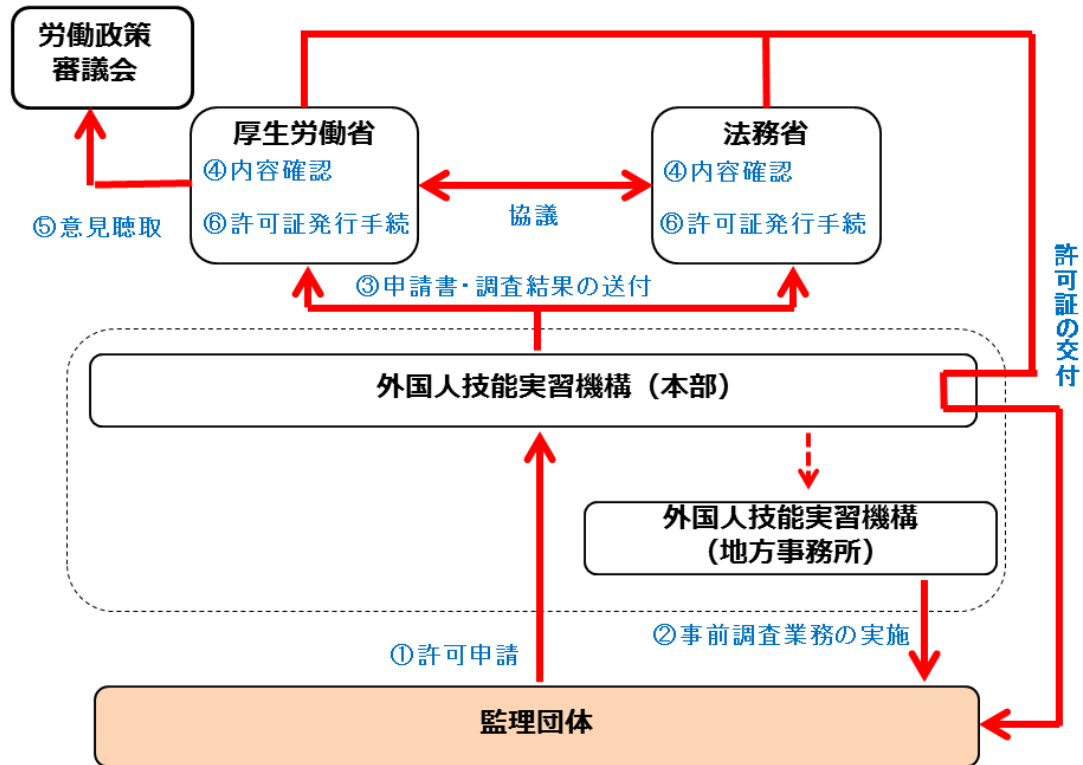 労働政策
審議会
厚生労働省
④内容確認
⑥許可証発行手続
法務省
④内容確認
⑥許可証発行手続
協議
⑤意見聴取
③申請書・調査結果の送付
許可証の交付
外国人技能実習機構（本部）
外国人技能実習機構
（地方事務所）
②事前調査業務の実施
①許可申請
監理団体